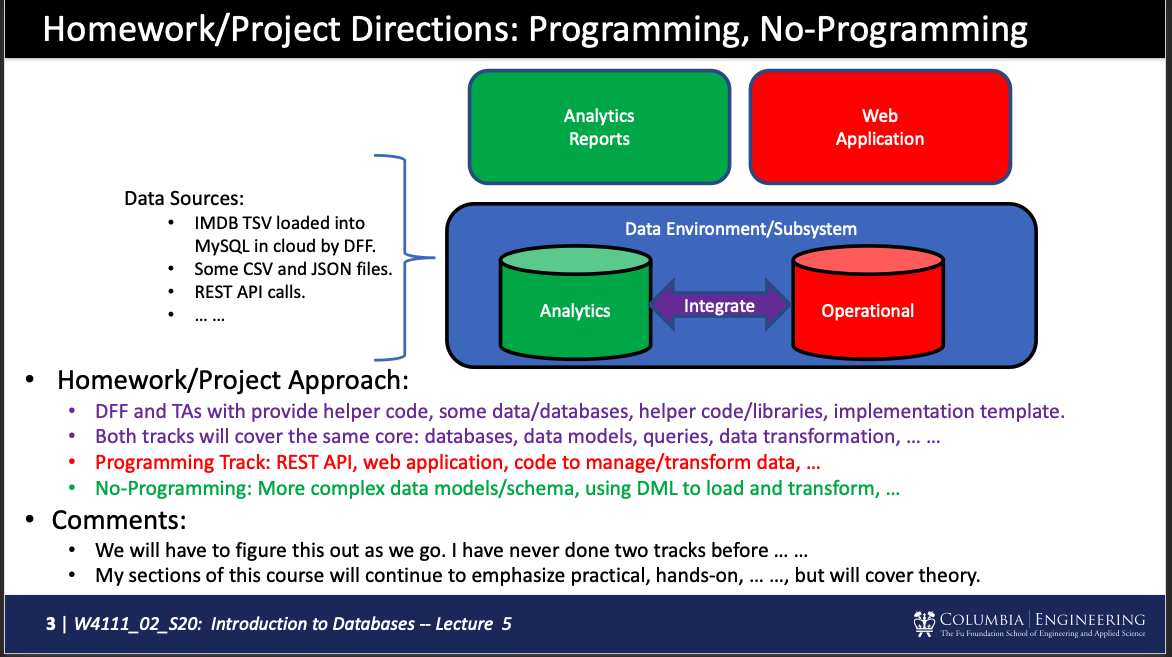 Homework/Project Directions: Programming, No-Programming
Analytics
Reports
Web
Application
Data Sources:
• IMDB TSV loaded into
MySQL in cloud by DFF.
• Some CSV and JSON files.
• REST API calls.
• … …
Data Environment/Subsystem
Analytics
Integrate
Operational
• Homework/Project Approach:
• DFF and TAs with provide helper code, some data/databases, helper code/libraries, implementation template.
• Both tracks will cover the same core: databases, data models, queries, data transformation, … …
• Programming Track: REST API, web application, code to manage/transform data, …
• No-Programming: More complex data models/schema, using DML to load and transform, …
• Comments:
• We will have to figure this out as we go. I have never done two tracks before … …
• My sections of this course will continue to emphasize practical, hands-on, … …, but will cover theory.
3 | W4111_02_S20: Introduction to Databases -- Lecture 5
COLUMBIA | ENGINEERING
The Fu Foundation School of Engineering and Applied Science